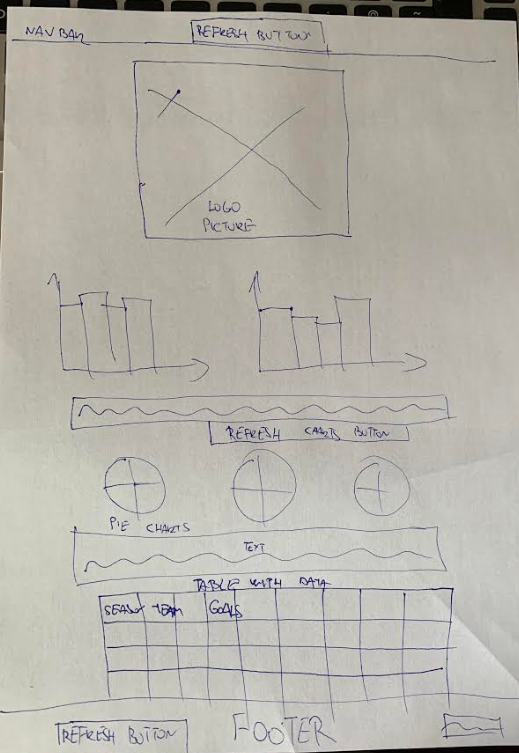 NAV BAR
REFRESH BUTTON
LOGO
PICTURE
REFRESH CHARTS BUTTON
PIE CHARTS
TEXT
TABLE WITH DATA
SEASON TEAM GOALS
REFRESH BUTTON
FOOTER